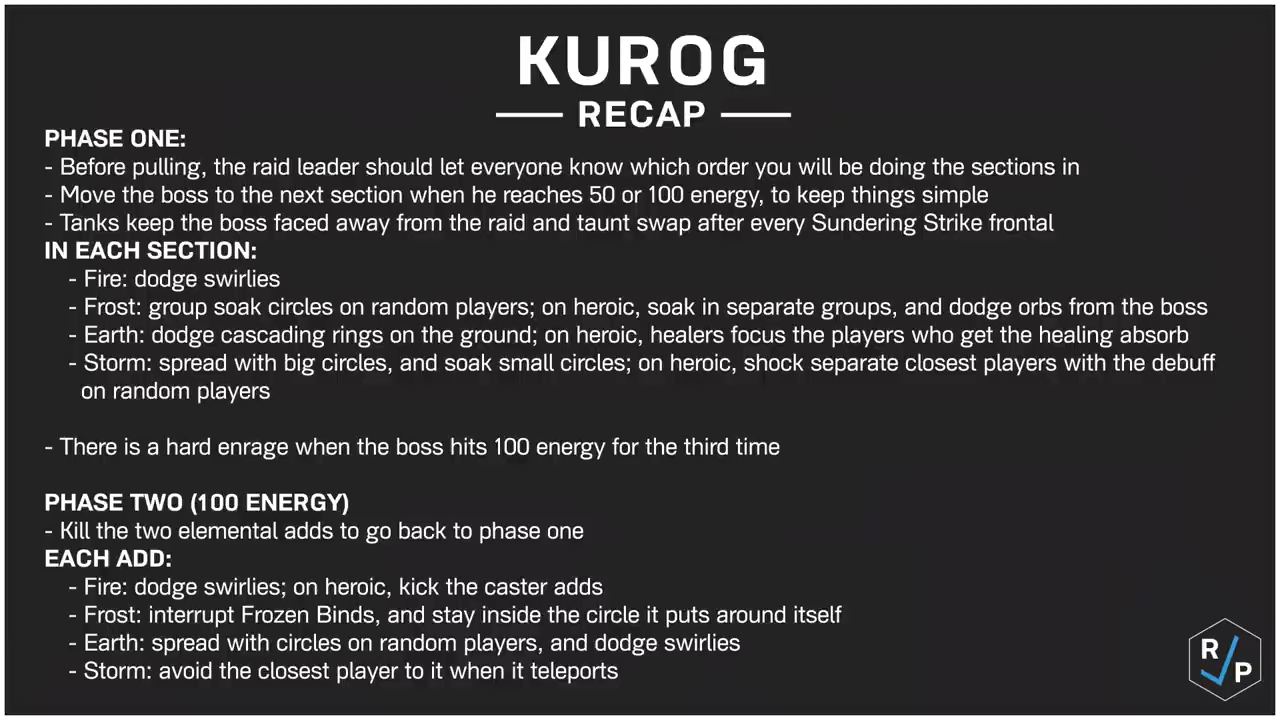 KUROG
RECAP
PHASE ONE:
- Before pulling, the raid leader should let everyone know which order you will be doing the sections in
- Move the boss to the next section when he reaches 50 or 100 energy, to keep things simple
- Tanks keep the boss faced away from the raid and taunt swap after every Sundering Strike frontal
IN EACH SECTION:
- Fire: dodge swirlies
- Frost: group soak circles on random players; on heroic, soak in separate groups, and dodge orbs from the boss
- Earth: dodge cascading rings on the ground; on heroic, healers focus the players who get the healing absorb
- Storm: spread with big circles, and soak small circles; on heroic, shock separate closest players with the debuff
on random players
- There is a hard enrage when the boss hits 100 energy for the third time
PHASE TWO (100 ENERGY)
- Kill the two elemental adds to go back to phase one
EACH ADD:
- Fire: dodge swirlies; on heroic, kick the caster adds
- Frost: interrupt Frozen Binds, and stay inside the circle it puts around itself
- Earth: spread with circles on random players, and dodge swirlies
- Storm: avoid the closest player to it when it teleports
R
P